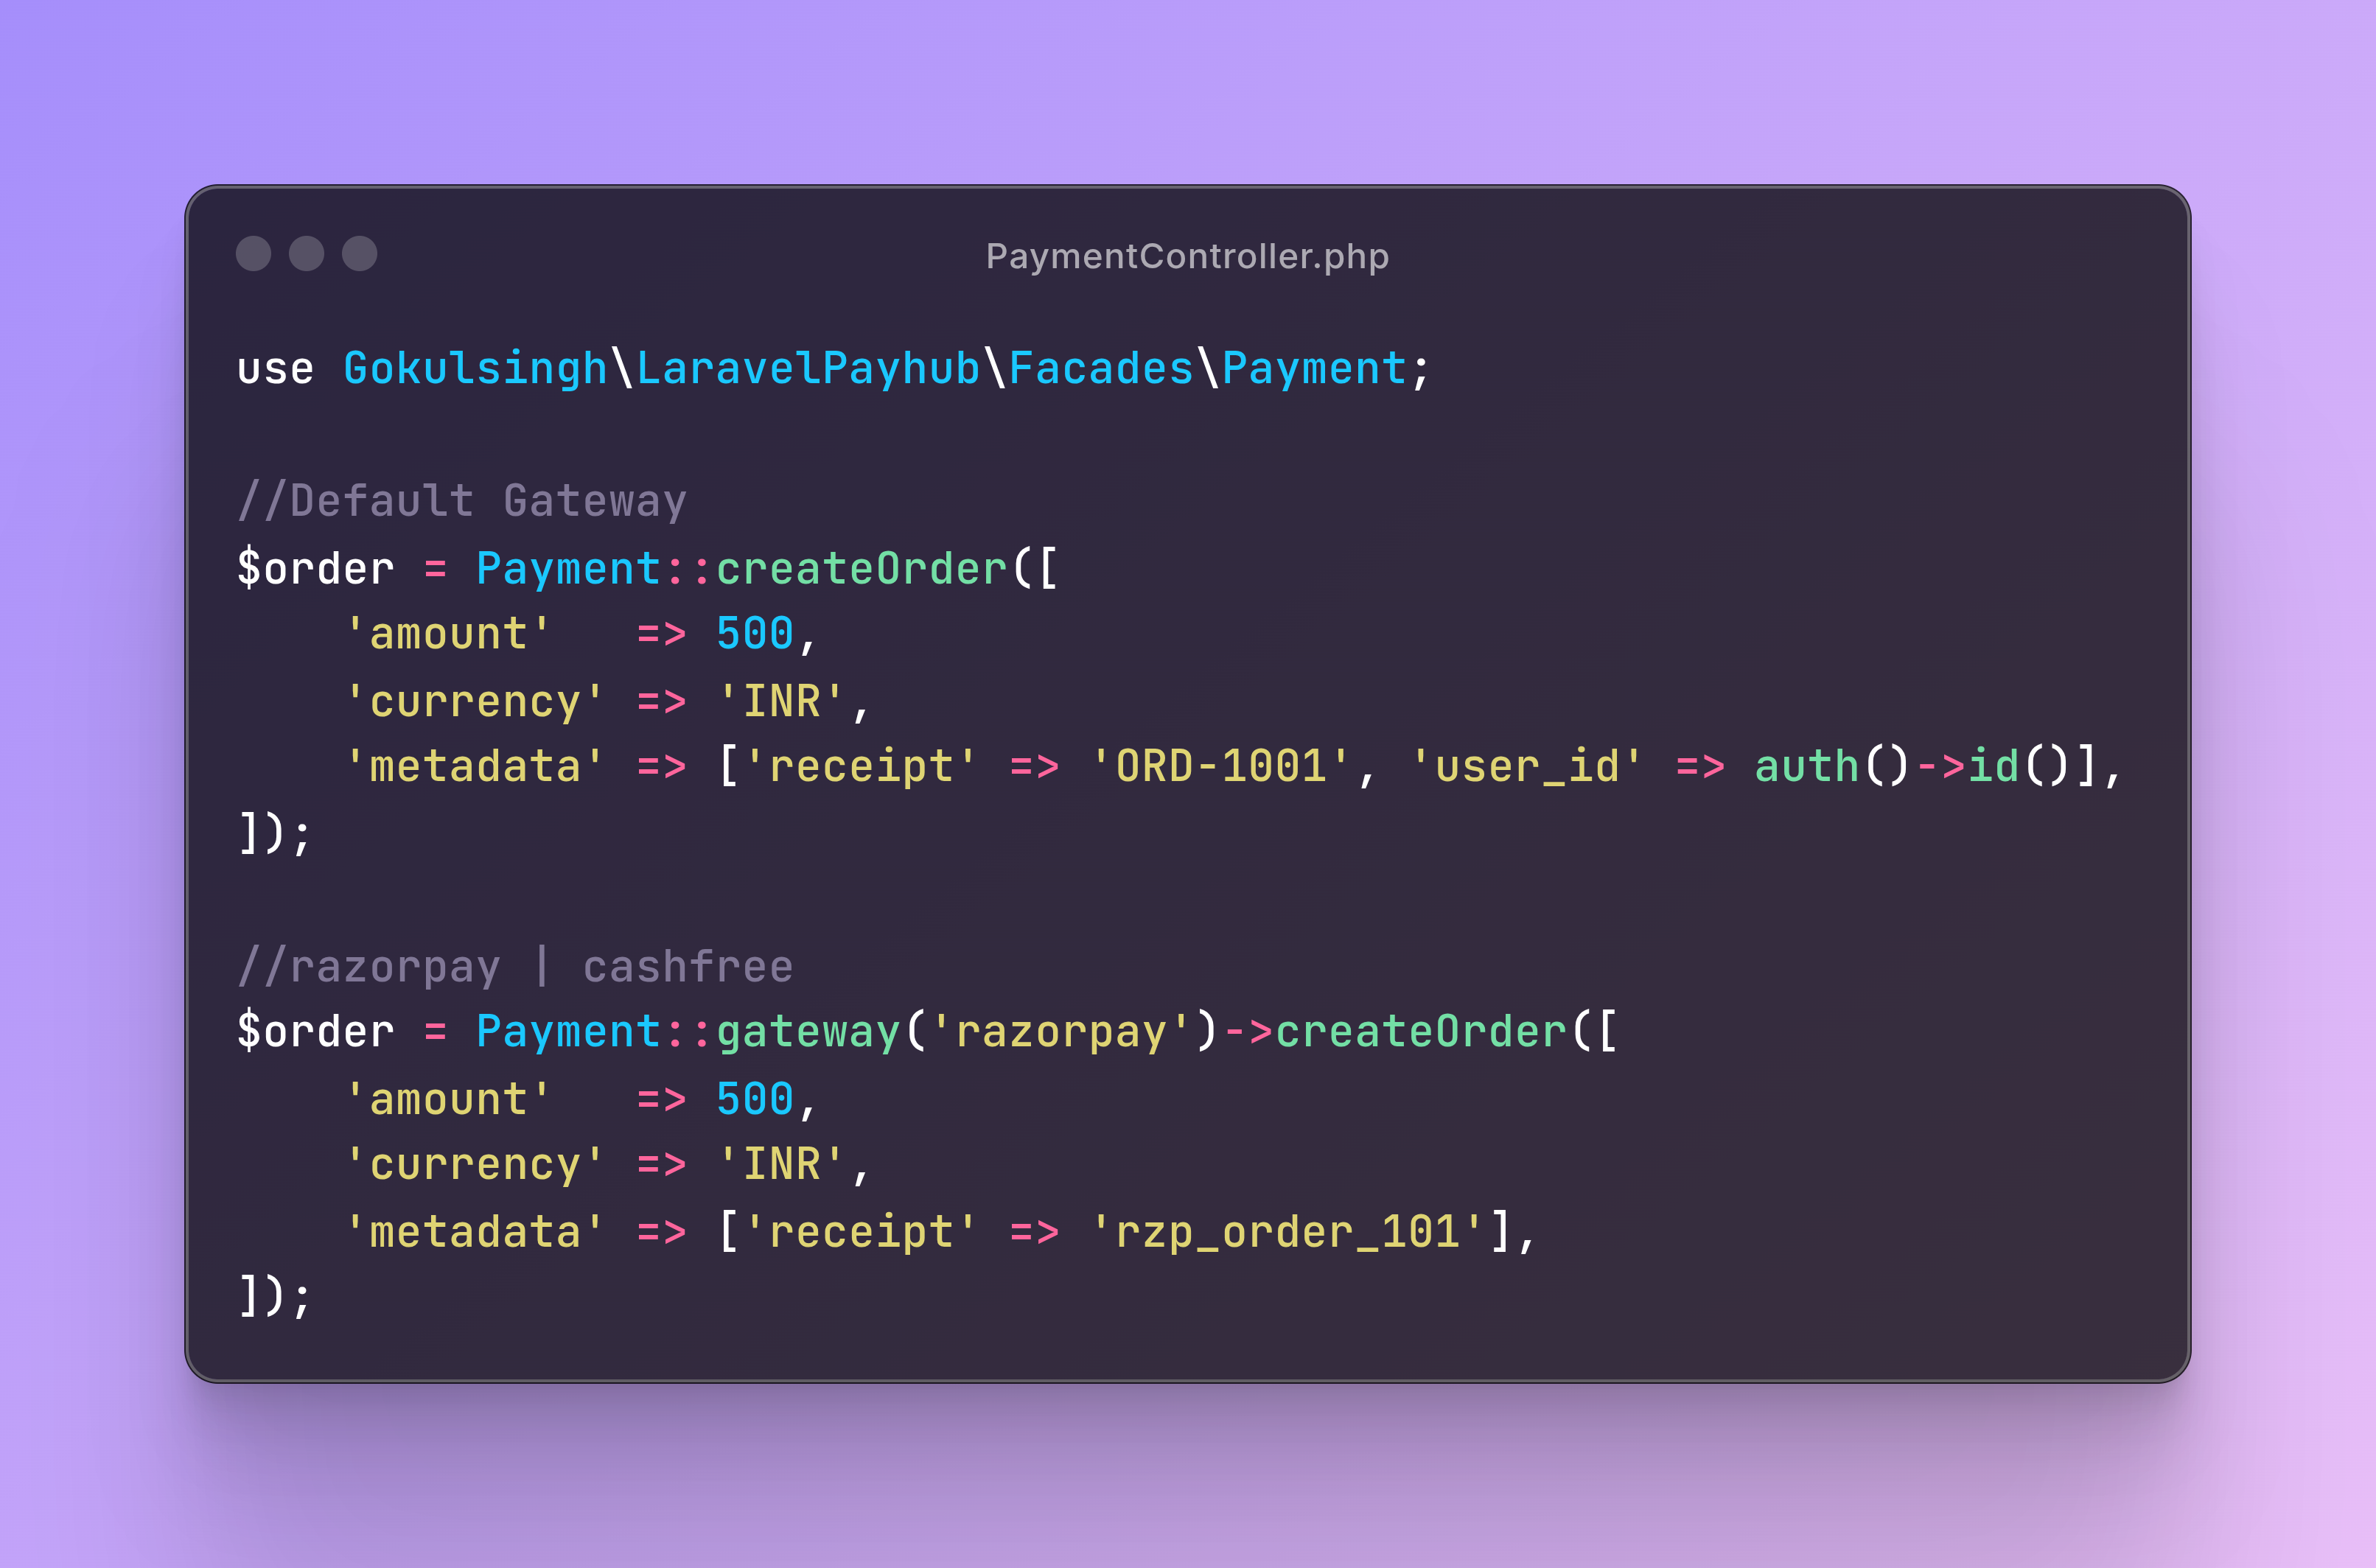 PaymentController.php
use Gokulsingh\LaravelPayhub\Facades\Payment;
//Default Gateway
$order = Payment::createOrder([
    'amount'   => 500,
    'currency' => 'INR',
    'metadata' => ['receipt' => 'ORD-1001', 'user_id' => auth()->id()],
]);
//razorpay | cashfree
$order = Payment::gateway('razorpay')->createOrder([
    'amount'   => 500,
    'currency' => 'INR',
    'metadata' => ['receipt' => 'rzp_order_101'],
]);